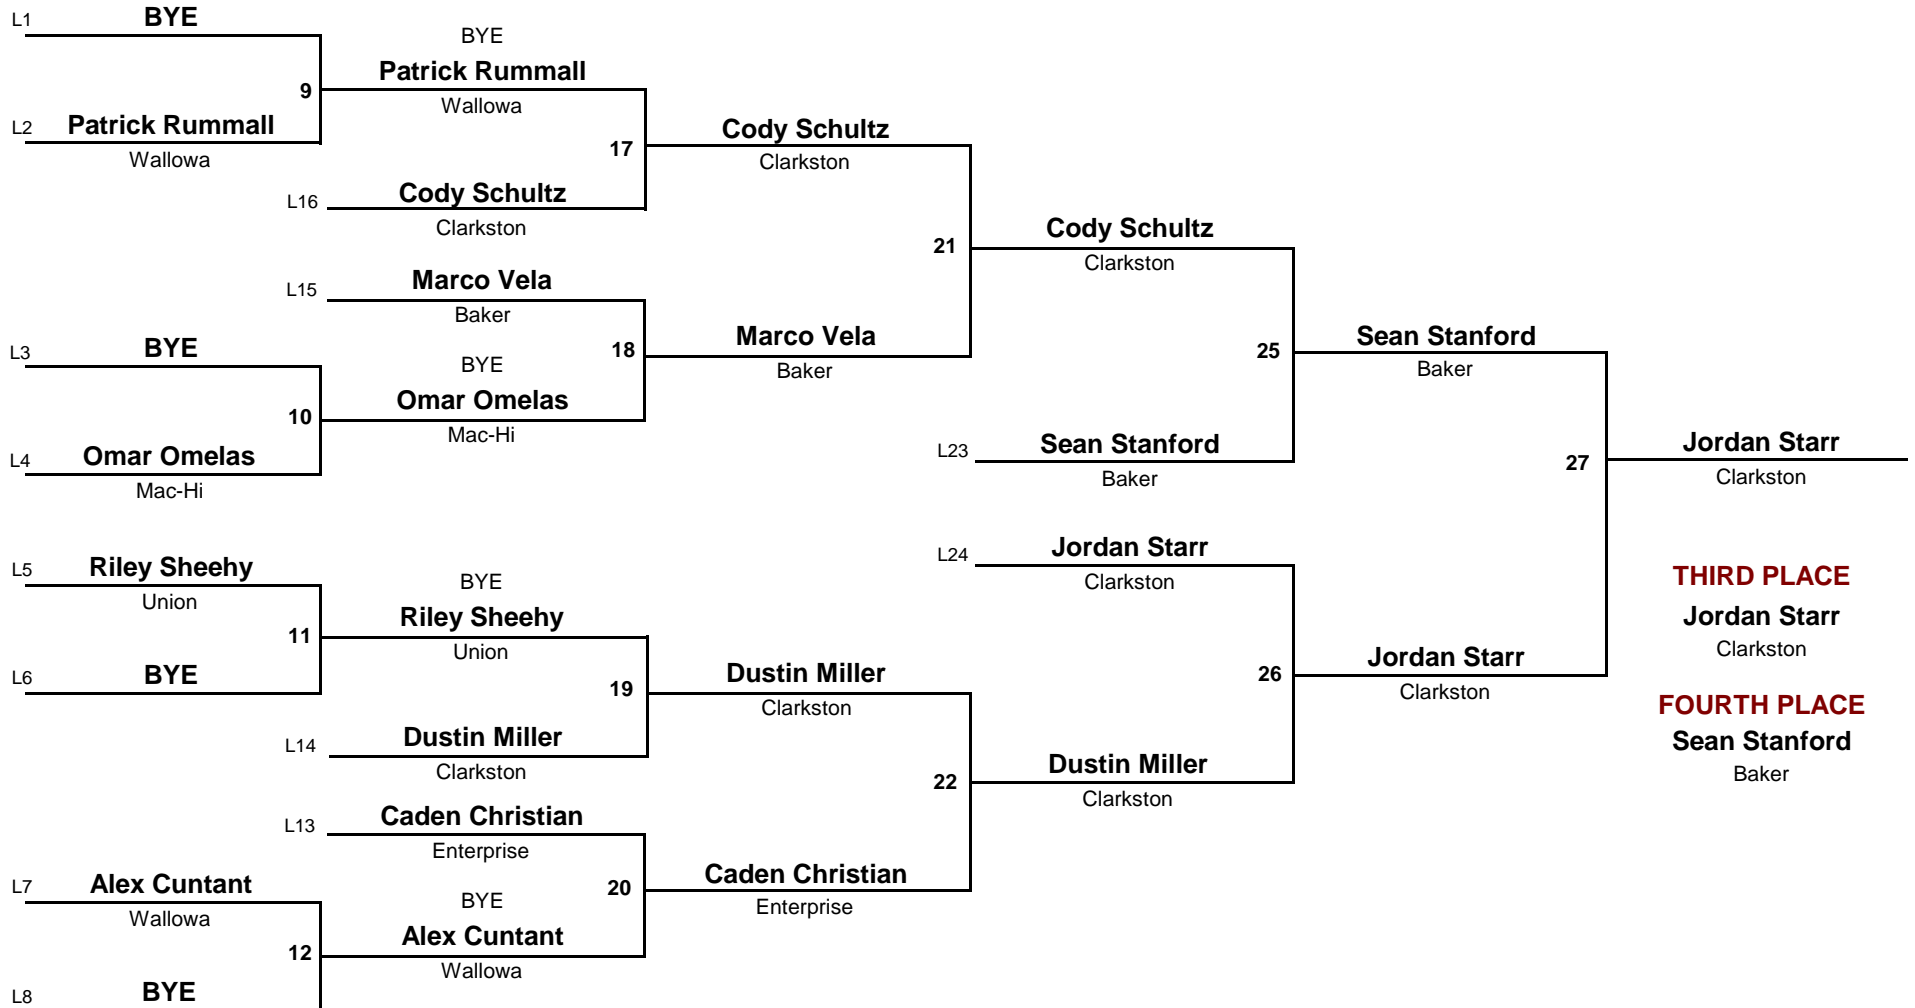 L1 BYE
BYE
Patrick Rummall
9
Wallowa
L2 Patrick Rummall
Wallowa
Cody Schultz
17
Clarkston
L16 Cody Schultz
Clarkston
Cody Schultz
21
Clarkston
L15 Marco Vela
Baker
Marco Vela
18
Baker
L3 BYE
BYE
Omar Omelas
10
Mac-Hi
L4 Omar Omelas
Mac-Hi
Sean Stanford
25
Baker
L23 Sean Stanford
Baker
Jordan Starr
27
Clarkston
L24 Jordan Starr
Clarkston
L5 Riley Sheehy
Union
BYE
Riley Sheehy
11
Union
L6 BYE
Dustin Miller
19
Clarkston
L14 Dustin Miller
Clarkston
Jordan Starr
26
Clarkston
THIRD PLACE
Jordan Starr
Clarkston
FOURTH PLACE
Sean Stanford
Baker
Dustin Miller
22
Clarkston
L13 Caden Christian
Enterprise
Caden Christian
20
Enterprise
L7 Alex Cuntant
Wallowa
BYE
Alex Cuntant
12
Wallowa
L8 BYE